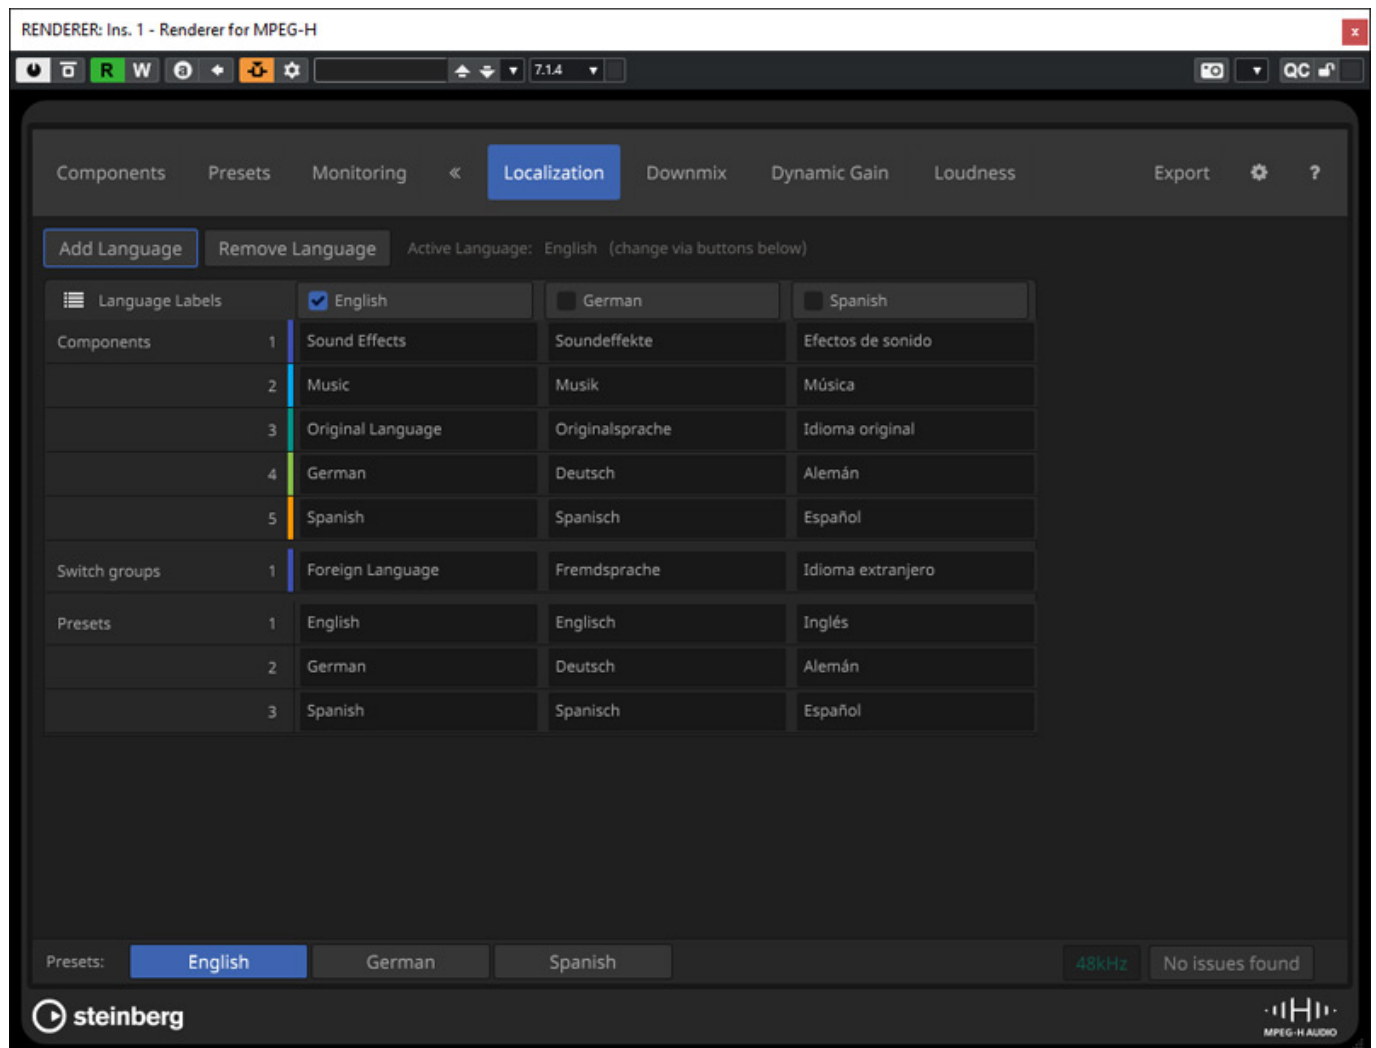 RENDERER: Ins. 1 - Renderer for MPEG-H
x
R W a 7.1.4 QC
Components Presets Monitoring « Localization Downmix Dynamic Gain Loudness Export ?
Add Language Remove Language Active Language: English (change via buttons below)
Language Labels English German Spanish
Components 1 Sound Effects Soundeffekte Efectos de sonido
2 Music Musik Música
3 Original Language Originalsprache Idioma original
4 German Deutsch Alemán
5 Spanish Spanisch Español
Switch groups 1 Foreign Language Fremdsprache Idioma extranjero
Presets 1 English Englisch Inglés
2 German Deutsch Alemán
3 Spanish Spanisch Español
Presets: English German Spanish 48kHz No issues found
steinberg
MPEG-H AUDIO